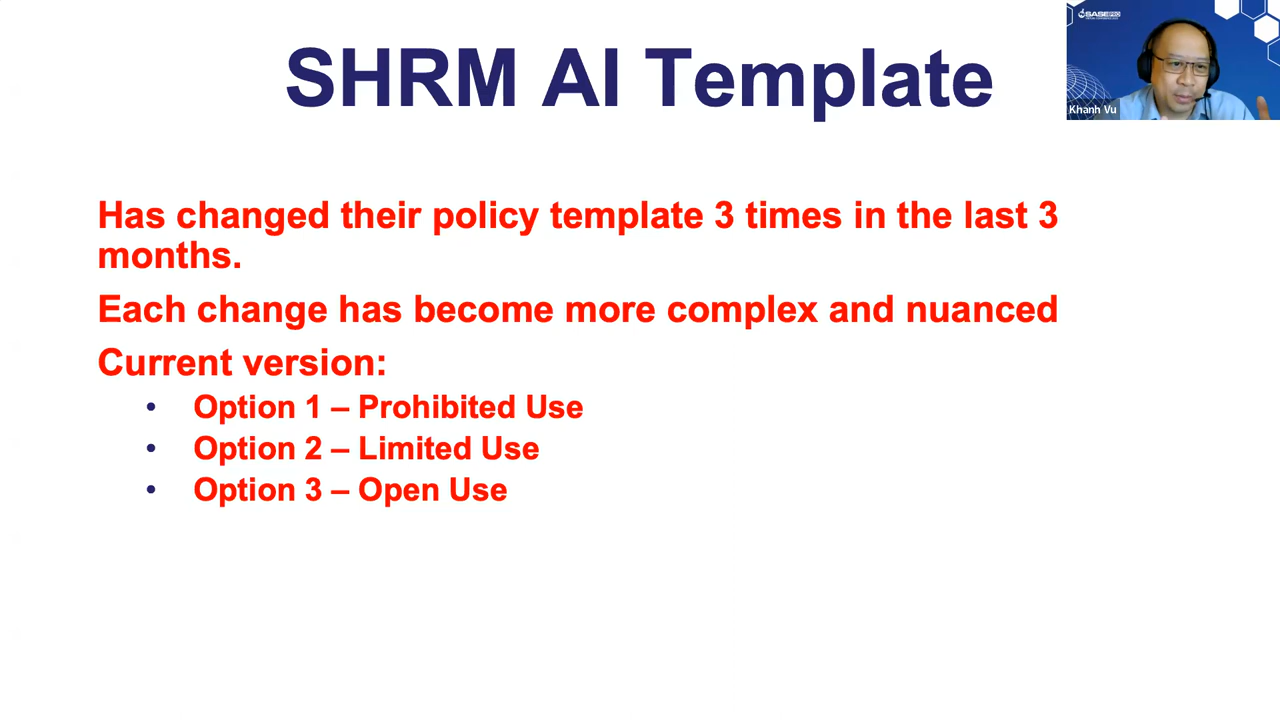 SHRM AI Template
SASEPRO
Khanh Vu
Has changed their policy template 3 times in the last 3
months.
Each change has become more complex and nuanced
Current version:
• Option 1 – Prohibited Use
• Option 2 – Limited Use
• Option 3 – Open Use